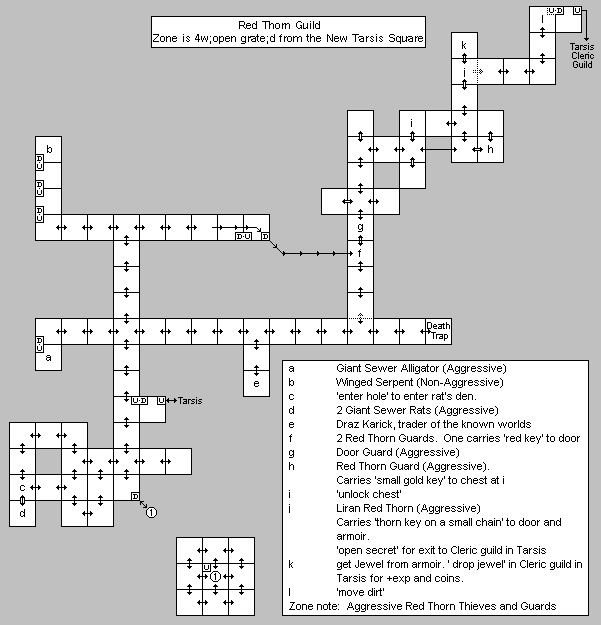 Red Thorn Guild
Zone is 4w;open grate;d from the New Tarsis Square
l
U·D
U
k
Tarsis
Cleric
Guild
j
i
h
b
D
U
D
U
D
U
g
D·U
D
f
Death
Trap
D
U
a
e
U·D
U
Tarsis
c
D
d
1
U
1
a Giant Sewer Alligator (Aggressive)
b Winged Serpent (Non-Aggressive)
c 'enter hole' to enter rat's den.
d 2 Giant Sewer Rats (Aggressive)
e Draz Karick, trader of the known worlds
f 2 Red Thorn Guards. One carries 'red key' to door
g Door Guard (Aggressive)
h Red Thorn Guard (Aggressive).
Carries 'small gold key' to chest at i
i 'unlock chest'
j Liran Red Thorn (Aggressive)
Carries 'thorn key on a small chain' to door and
armoir.
'open secret' for exit to Cleric guild in Tarsis
k get Jewel from armoir. ' drop jewel' in Cleric guild in
Tarsis for +exp and coins.
l 'move dirt'
Zone note: Aggressive Red Thorn Thieves and Guards